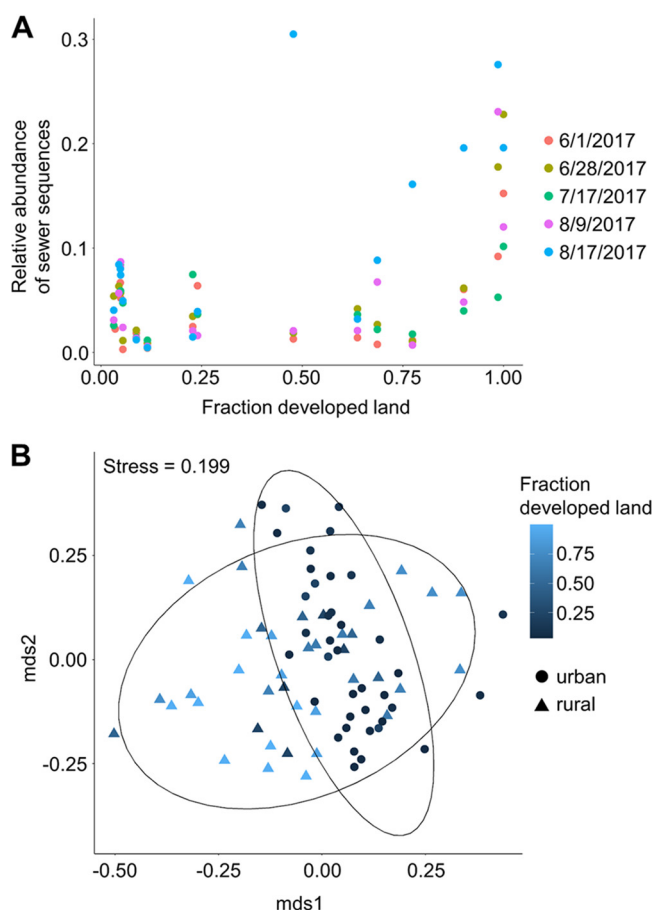 A
Relative abundance
of sewer sequences
0.3
0.2
0.1
0.0
0.00
0.25
0.50
0.75
1.00
Fraction developed land
6/1/2017
6/28/2017
7/17/2017
8/9/2017
8/17/2017
B
Stress = 0.199
mds2
0.25
0.00
-0.25
-0.50
-0.25
0.00
0.25
mds1
Fraction
developed land
0.75
0.50
0.25
urban
rural